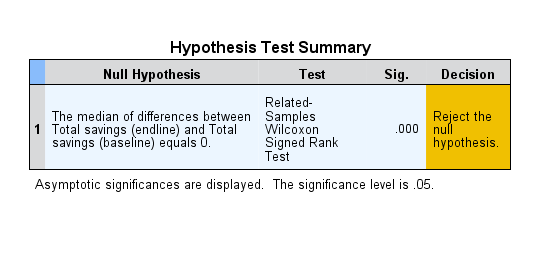 Hypothesis Test Summary
Null Hypothesis Test Sig. Decision
1 The median of differences between Total savings (endline) and Total savings (baseline) equals 0. Related-Samples Wilcoxon Signed Rank Test .000 Reject the null hypothesis.
Asymptotic significances are displayed. The significance level is .05.